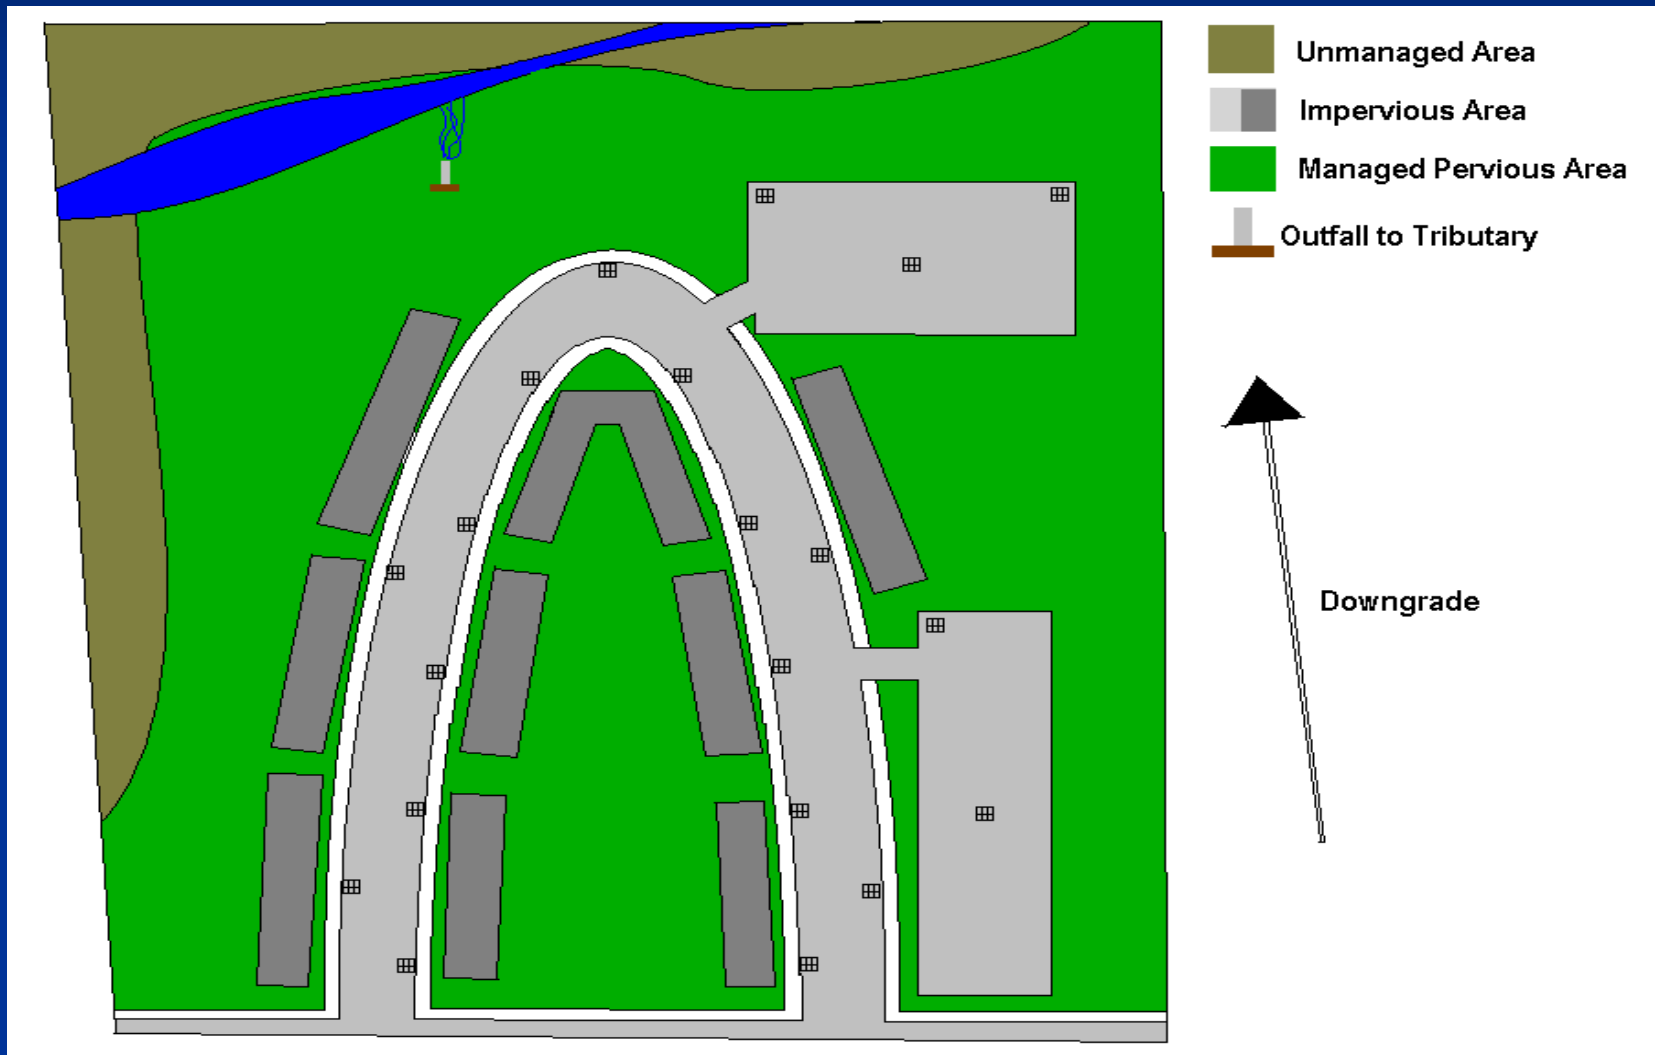 Unmanaged Area
Impervious Area
Managed Pervious Area
Outfall to Tributary
Downgrade